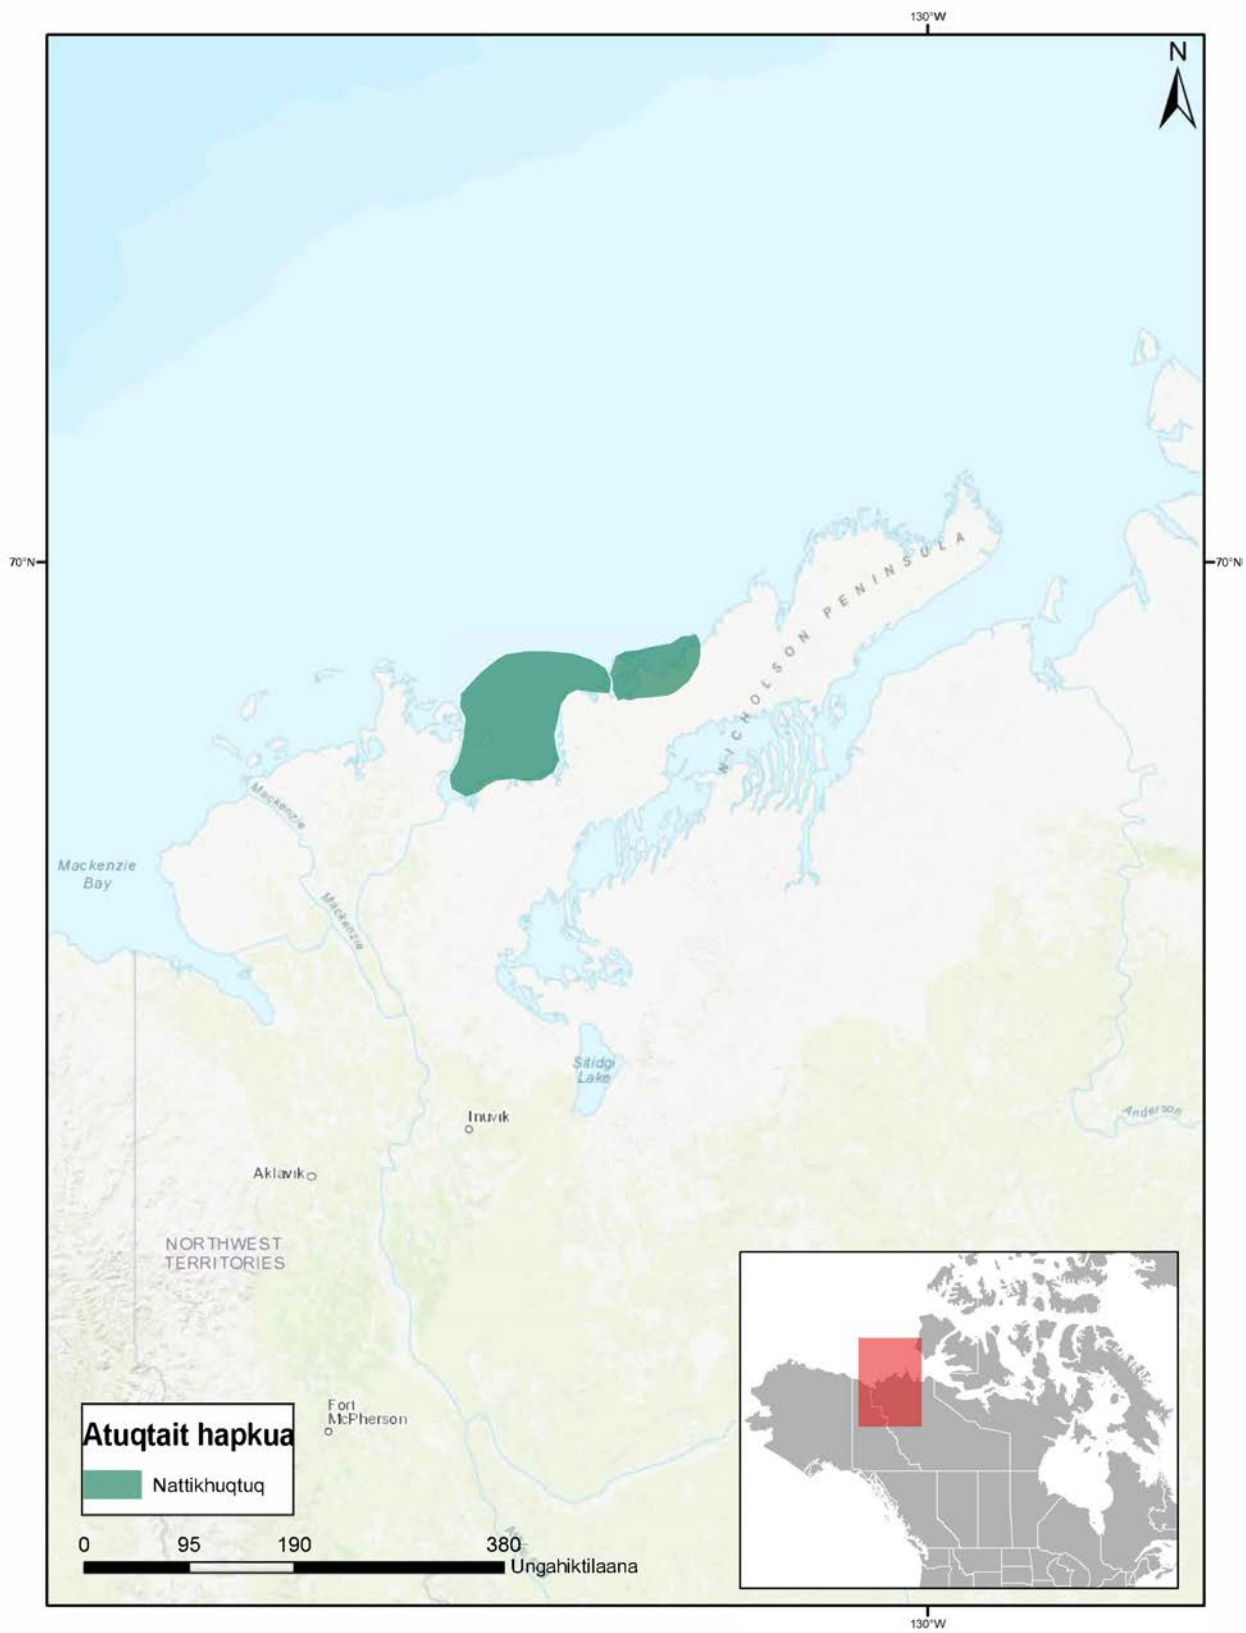 130°W
N
70°N
70°N
NICHOLSON PENINSULA
Mackenzie
Mackenzie
Bay
Mackenzie
Sitidgi
Lake
Inuvik
Anderson
Aklavik
NORTHWEST
TERRITORIES
Fort
McPherson
Atuqtait hapkua
Nattikhuqtuq
0 95 190 380
Ungahiktilaana
130°W